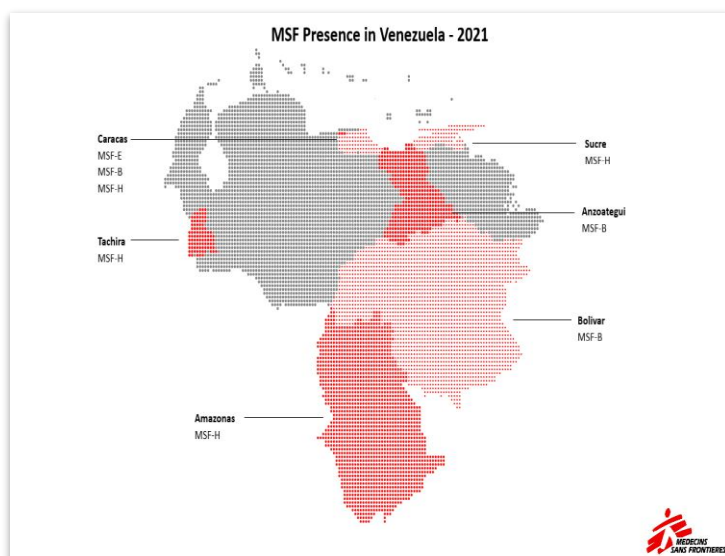 MSF Presence in Venezuela - 2021
Caracas
MSF-E
MSF-B
MSF-H
Sucre
MSF-H
Anzoategui
MSF-B
Tachira
MSF-H
Bolivar
MSF-B
Amazonas
MSF-H
MEDECINS
SANS FRONTIERES